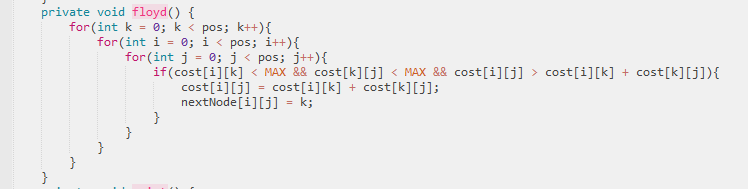 private void floyd() {
for(int k = 0; k < pos; k++){
for(int i = 0; i < pos; i++){
for(int j = 0; j < pos; j++){
if(cost[i][k] < MAX && cost[k][j] < MAX && cost[i][j] > cost[i][k] + cost[k][j]){
cost[i][j] = cost[i][k] + cost[k][j];
nextNode[i][j] = k;
}
}
}
}
}